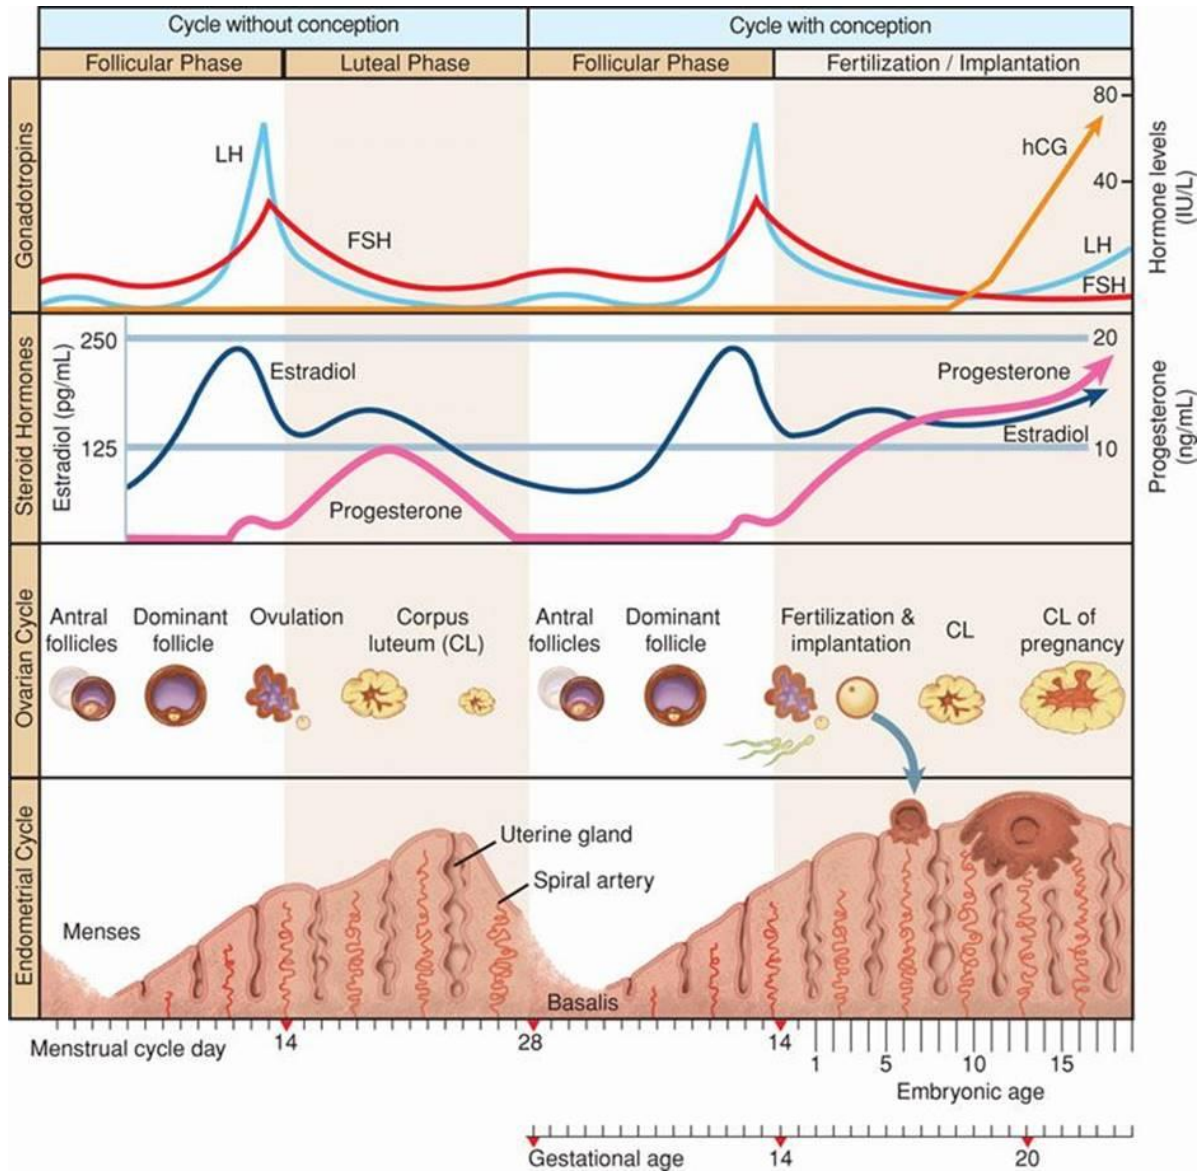 Cycle without conception
Cycle with conception
Follicular Phase
Luteal Phase
Follicular Phase
Fertilization / Implantation
Gonadotropins
LH
FSH
hCG
LH
FSH
80
40
Hormone levels
(IU/L)
Steroid Hormones
Estradiol (pg/mL)
250
125
Estradiol
Progesterone
Progesterone
Estradiol
20
10
Progesterone
(ng/mL)
Ovarian Cycle
Antral
follicles
Dominant
follicle
Ovulation
Corpus
luteum (CL)
Antral
follicles
Dominant
follicle
Fertilization &
implantation
CL
CL of
pregnancy
Endometrial Cycle
Menses
Uterine gland
Spiral artery
Basalis
Menstrual cycle day
14
28
14
1
5
10
15
Embryonic age
Gestational age
14
20